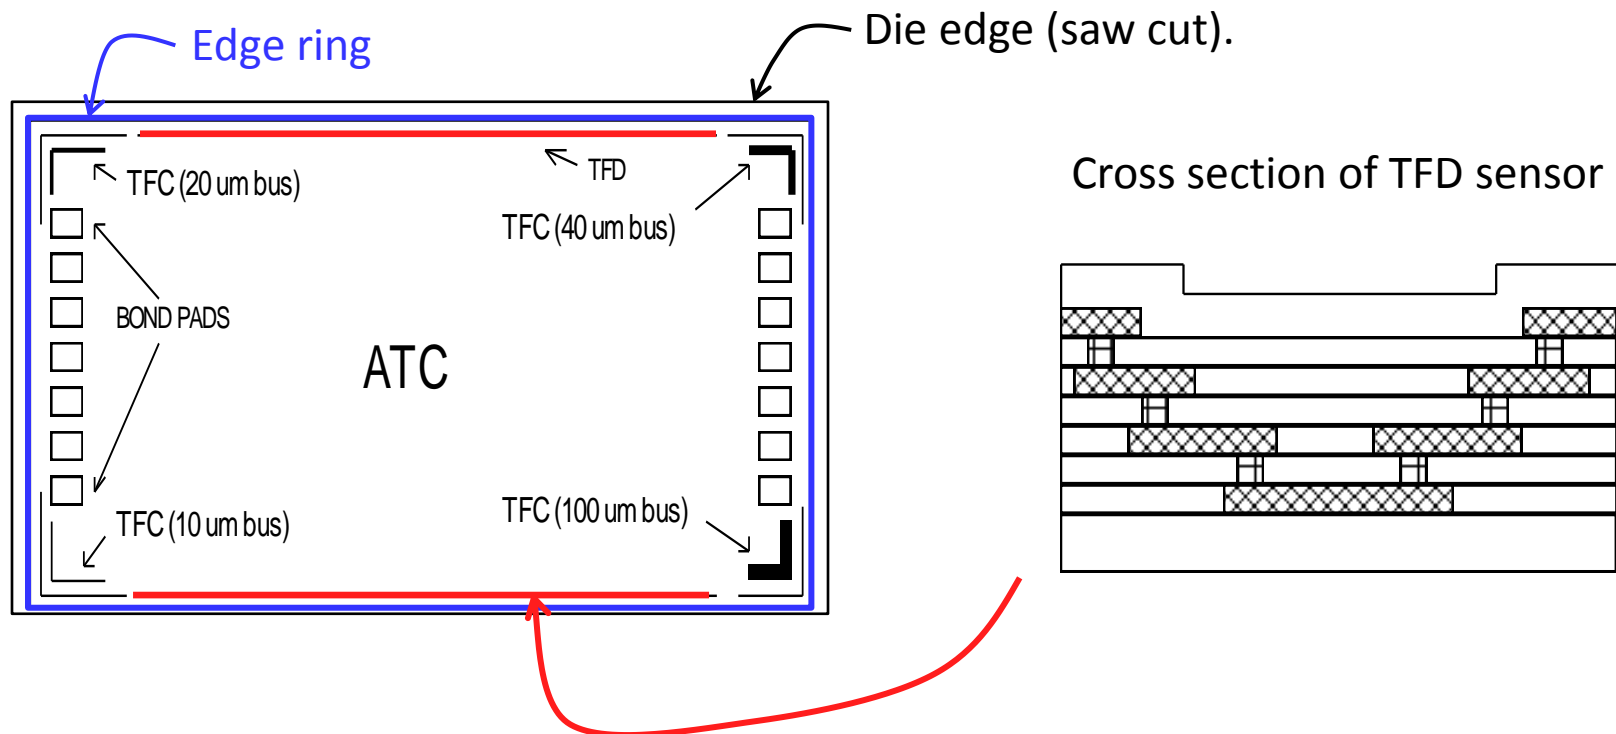 Edge ring
Die edge (saw cut).
TFC (20 um bus)
TFD
TFC (40 um bus)
Cross section of TFD sensor
BOND PADS
ATC
TFC (10 um bus)
TFC (100 um bus)